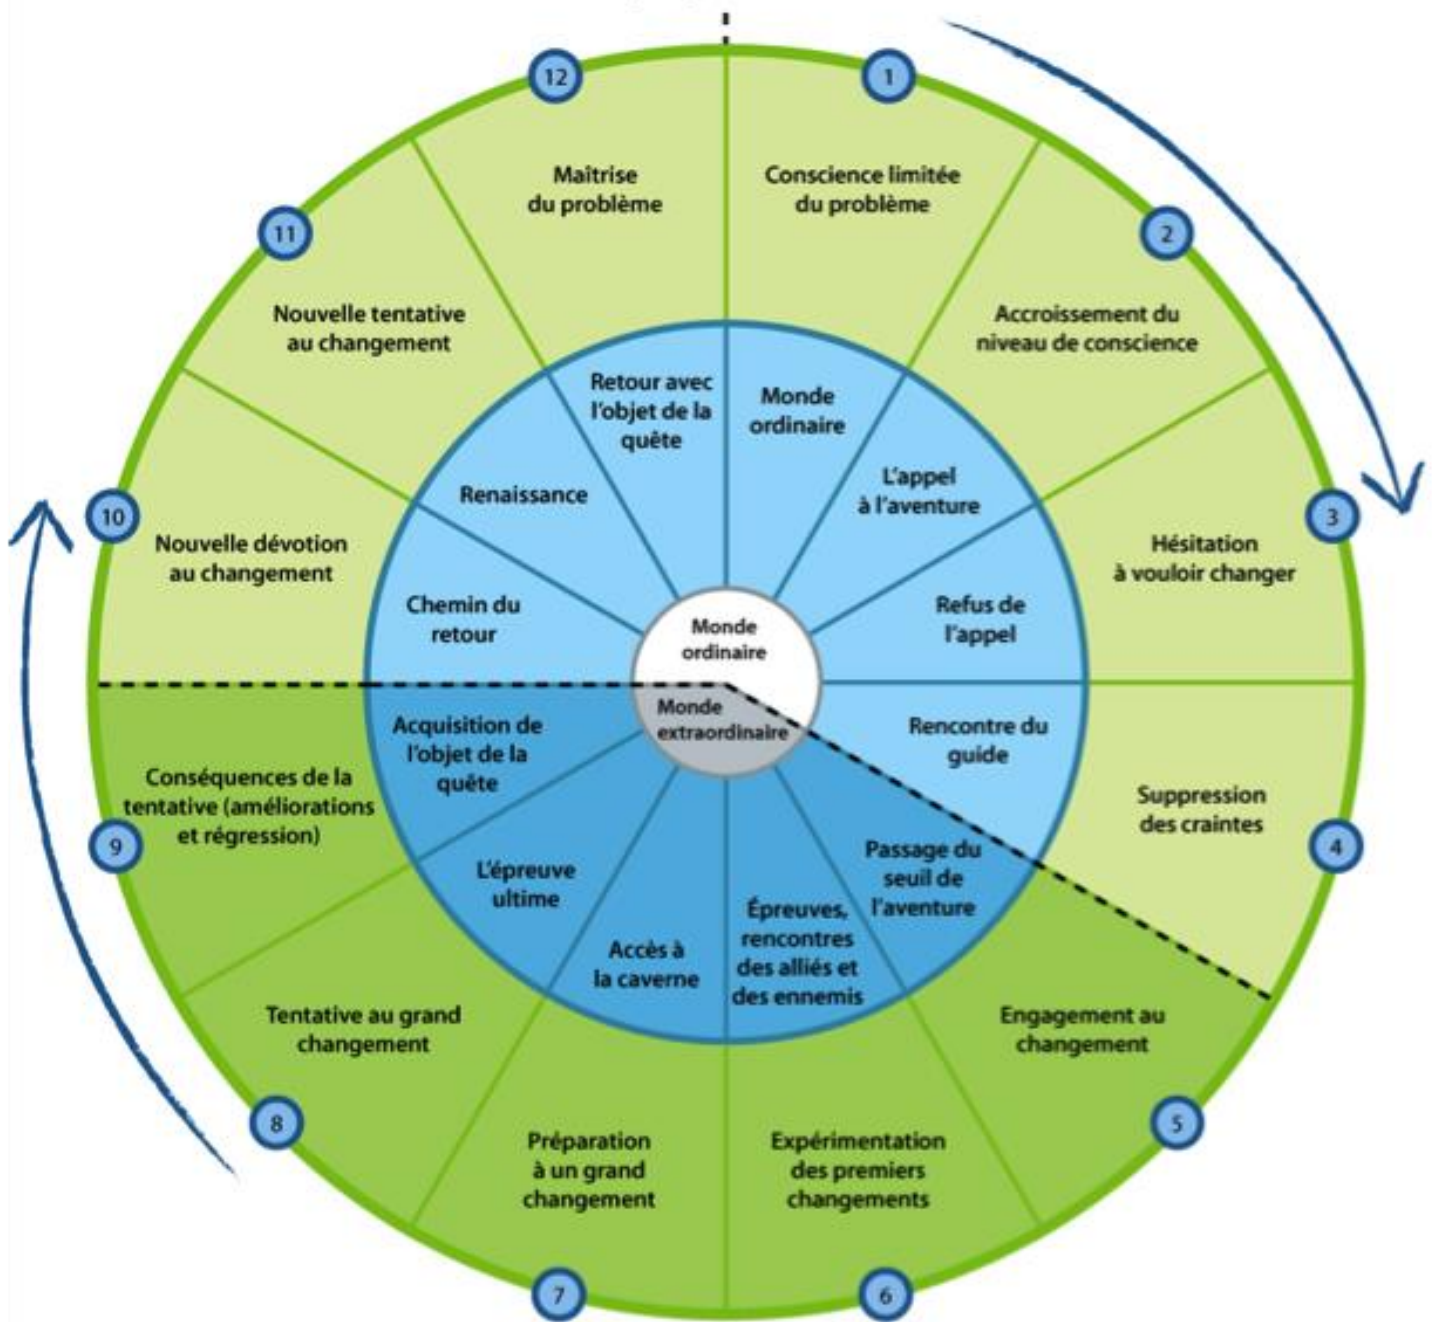 1
Conscience limitée
du problème
2
Accroissement du
niveau de conscience
3
Hésitation
à vouloir changer
4
Suppression
des craintes
5
Engagement au
changement
6
Expérimentation
des premiers
changements
7
Préparation
à un grand
changement
8
Tentative au grand
changement
9
Conséquences de la
tentative (améliorations
et régression)
10
Nouvelle dévotion
au changement
11
Nouvelle tentative
au changement
12
Maîtrise
du problème
Monde
ordinaire
L'appel
à l'aventure
Refus de
l'appel
Rencontre du
guide
Passage du
seuil de
l'aventure
Épreuves,
rencontres
des alliés et
des ennemis
Accès à
la caverne
L'épreuve
ultime
Acquisition de
l'objet de la
quête
Chemin du
retour
Renaissance
Retour avec
l'objet de la
quête
Monde
ordinaire
Monde
extraordinaire